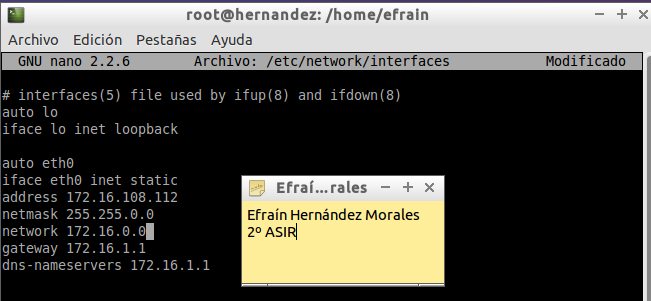 root@hernandez: /home/efrain
Archivo Edición Pestañas Ayuda
GNU nano 2.2.6 Archivo: /etc/network/interfaces Modificado
# interfaces(5) file used by ifup(8) and ifdown(8)
auto lo
iface lo inet loopback
auto eth0
iface eth0 inet static
address 172.16.108.112
netmask 255.255.0.0
network 172.16.0.0
gateway 172.16.1.1
dns-nameservers 172.16.1.1
Efraí...rales
Efraín Hernández Morales
2º ASIR